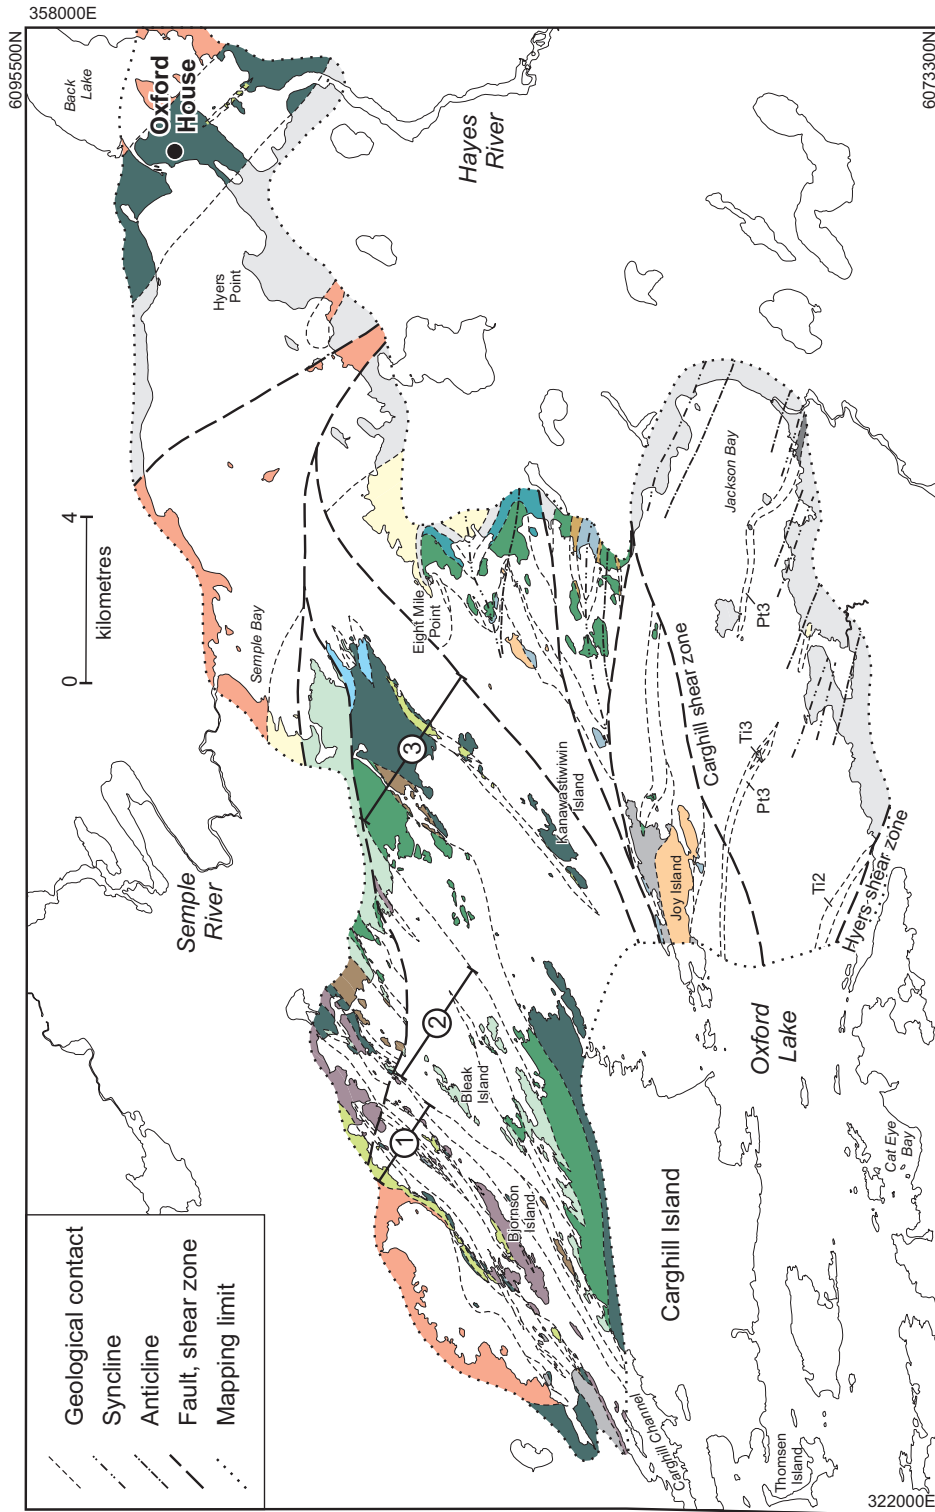 358000E
6095500N
6073300N
Back
Lake
Oxford
House
Hayes
River
Hyers
Point
4
kilometres
0
Semple Bay
Eight Mile
Point
Jackson Bay
Pt3
Carghill shear zone
Ti3
Pt3
Semple
River
3
Kanawastiwiwin
Island
Joy Island
Ti2
Hyers shear zone
2
Bleak
Island
Oxford
Lake
1
Bjornson
Island
Carghill Island
Cat Eye
Bay
Geological contact
Syncline
Anticline
Fault, shear zone
Mapping limit
Carghill Channel
Thomsen
Island
322000E